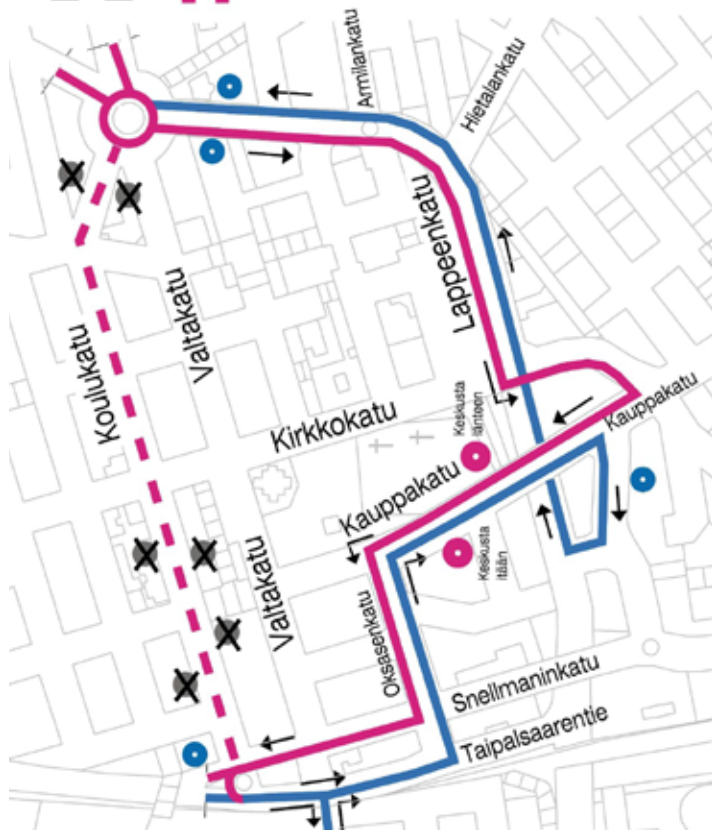 Armilankatu
Hietalankatu
Lappeenkatu
Valtakatu
Koulukatu
Kirkkokatu
Keskusta
länteen
Kauppakatu
Kauppakatu
Keskusta
itään
Valtakatu
Oksasenkatu
Snellmaninkatu
Taipalsaarentie